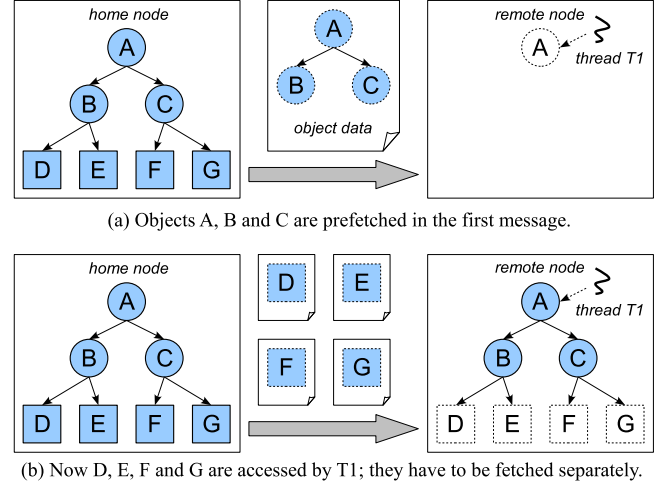 home node
A
B C
D E F G
A
B C
object data
remote node
A
thread T1
(a) Objects A, B and C are prefetched in the first message.
home node
A
B C
D E F G
D E
F G
remote node
A
thread T1
B C
D E F G
(b) Now D, E, F and G are accessed by T1; they have to be fetched separately.